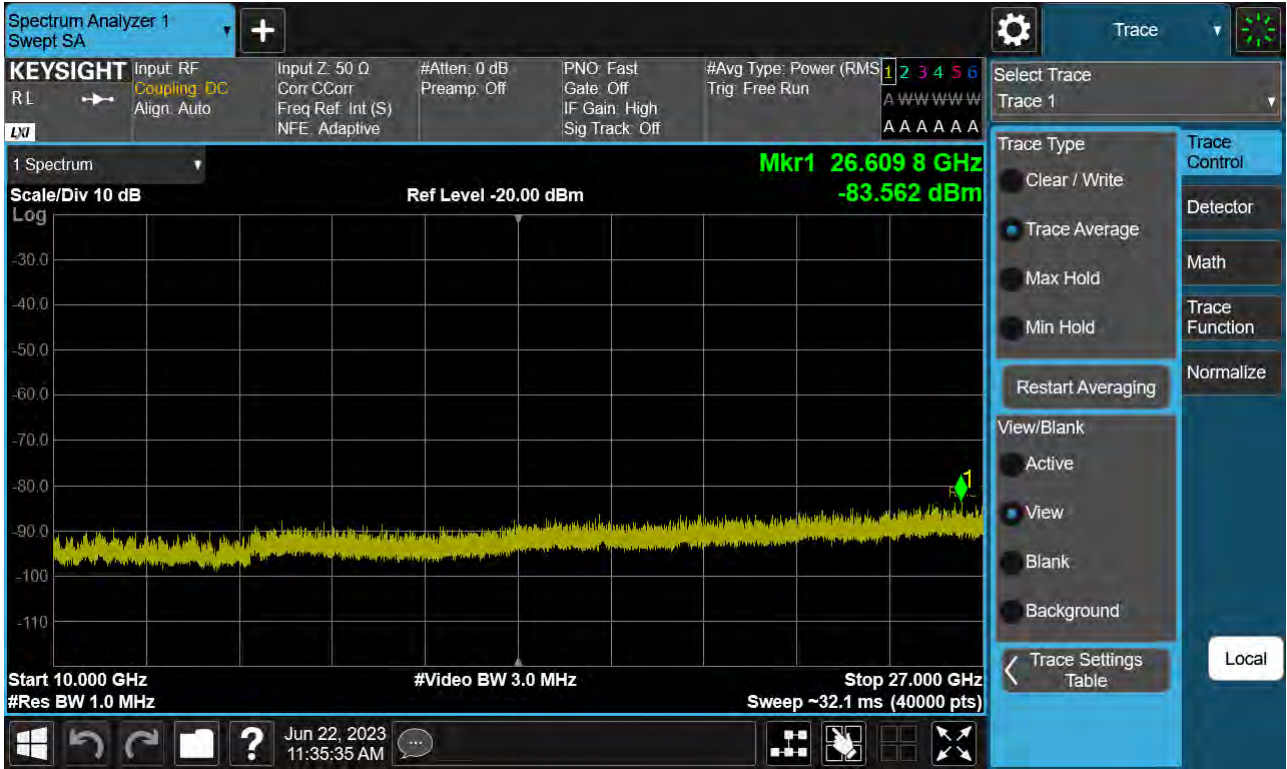 Spectrum Analyzer 1
Swept SA
Trace
KEYSIGHT
R L
LXI
Input: RF
Coupling: DC
Align: Auto
Input Z: 50 Ω
Corr CCorr
Freq Ref: Int (S)
NFE: Adaptive
#Atten: 0 dB
Preamp: Off
PNO: Fast
Gate: Off
IF Gain: High
Sig Track: Off
#Avg Type: Power (RMS
Trig: Free Run
1 2 3 4 5 6
A W W W W W
A A A A A A
Select Trace
Trace 1
1 Spectrum
Scale/Div 10 dB
Ref Level -20.00 dBm
Mkr1 26.609 8 GHz
-83.562 dBm
Log
-30.0
-40.0
-50.0
-60.0
-70.0
-80.0
-90.0
-100
-110
1
Start 10.000 GHz
#Video BW 3.0 MHz
Stop 27.000 GHz
#Res BW 1.0 MHz
Sweep ~32.1 ms (40000 pts)
Trace Type
Clear / Write
Trace Average
Max Hold
Min Hold
Restart Averaging
View/Blank
Active
View
Blank
Background
Trace Settings
Table
Trace
Control
Detector
Math
Trace
Function
Normalize
Local
?
Jun 22, 2023
11:35:35 AM